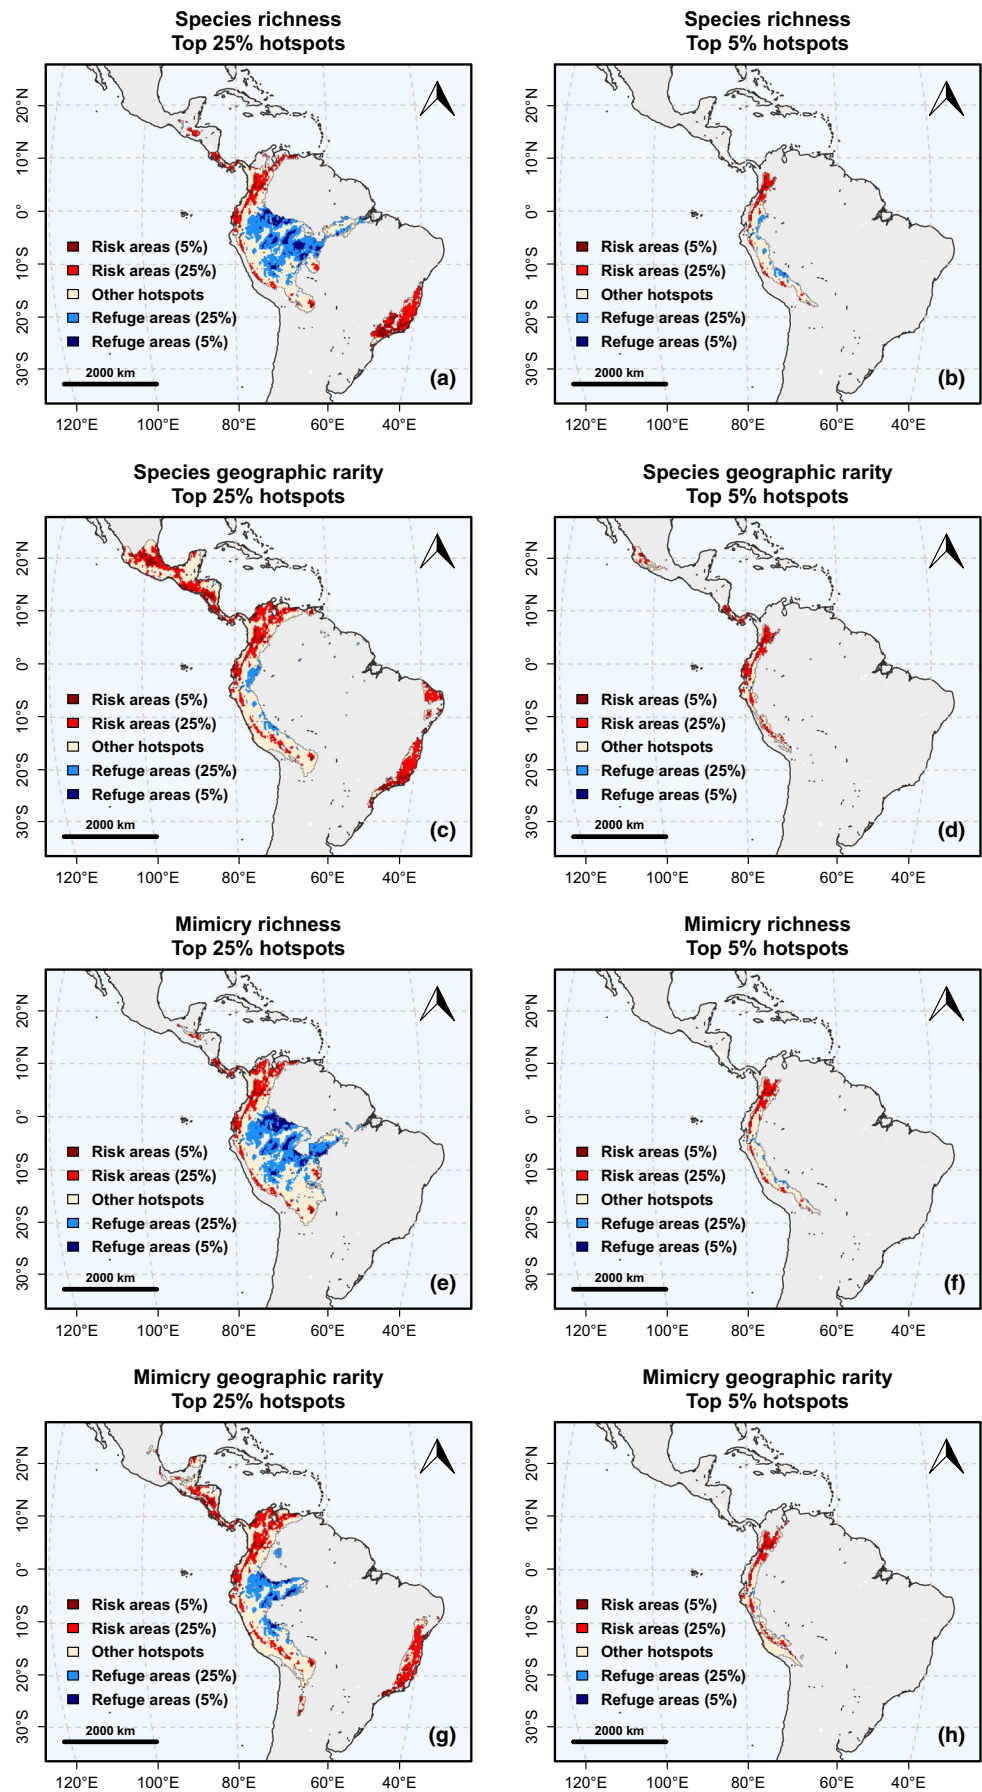 Species richness
Top 25% hotspots
20°N
10°N
0°
10°S
20°S
30°S
Risk areas (5%)
Risk areas (25%)
Other hotspots
Refuge areas (25%)
Refuge areas (5%)
2000 km
(a)
120°E 100°E 80°E 60°E 40°E
Species richness
Top 5% hotspots
20°N
10°N
0°
10°S
20°S
30°S
Risk areas (5%)
Risk areas (25%)
Other hotspots
Refuge areas (25%)
Refuge areas (5%)
2000 km
(b)
120°E 100°E 80°E 60°E 40°E
Species geographic rarity
Top 25% hotspots
20°N
10°N
0°
10°S
20°S
30°S
Risk areas (5%)
Risk areas (25%)
Other hotspots
Refuge areas (25%)
Refuge areas (5%)
2000 km
(c)
120°E 100°E 80°E 60°E 40°E
Species geographic rarity
Top 5% hotspots
20°N
10°N
0°
10°S
20°S
30°S
Risk areas (5%)
Risk areas (25%)
Other hotspots
Refuge areas (25%)
Refuge areas (5%)
2000 km
(d)
120°E 100°E 80°E 60°E 40°E
Mimicry richness
Top 25% hotspots
20°N
10°N
0°
10°S
20°S
30°S
Risk areas (5%)
Risk areas (25%)
Other hotspots
Refuge areas (25%)
Refuge areas (5%)
2000 km
(e)
120°E 100°E 80°E 60°E 40°E
Mimicry richness
Top 5% hotspots
20°N
10°N
0°
10°S
20°S
30°S
Risk areas (5%)
Risk areas (25%)
Other hotspots
Refuge areas (25%)
Refuge areas (5%)
2000 km
(f)
120°E 100°E 80°E 60°E 40°E
Mimicry geographic rarity
Top 25% hotspots
20°N
10°N
0°
10°S
20°S
30°S
Risk areas (5%)
Risk areas (25%)
Other hotspots
Refuge areas (25%)
Refuge areas (5%)
2000 km
(g)
120°E 100°E 80°E 60°E 40°E
Mimicry geographic rarity
Top 5% hotspots
20°N
10°N
0°
10°S
20°S
30°S
Risk areas (5%)
Risk areas (25%)
Other hotspots
Refuge areas (25%)
Refuge areas (5%)
2000 km
(h)
120°E 100°E 80°E 60°E 40°E